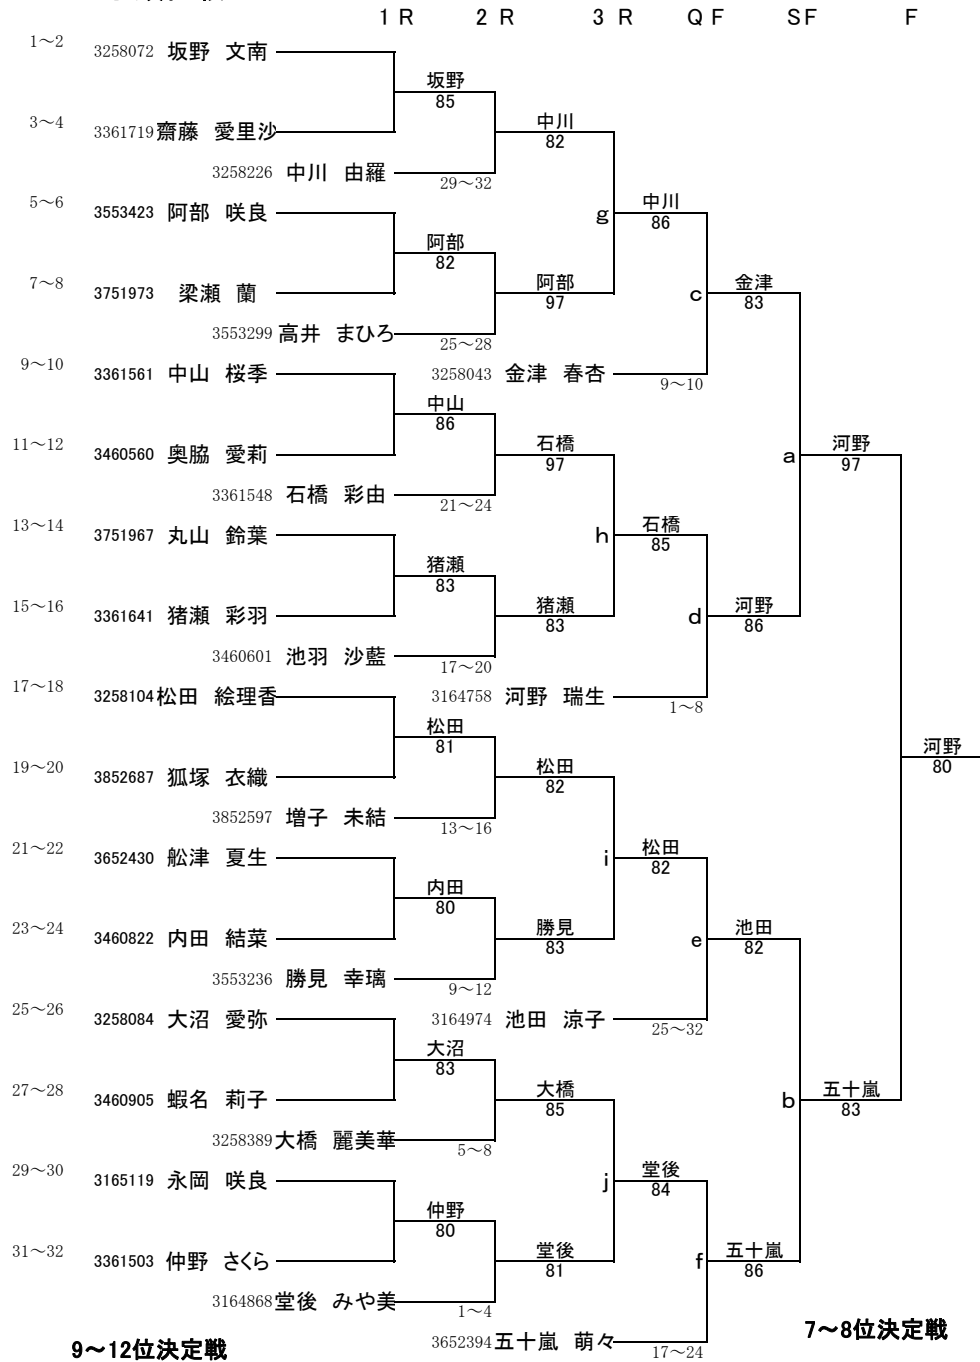 1 R 2 R 3 R Q F S F F
1～2 3258072 坂野 文南
坂野
85
3～4 3361719 齋藤 愛里沙
中川
82
3258226 中川 由羅 29～32
5～6 3553423 阿部 咲良
g 中川
86
阿部
82
7～8 3751973 梁瀬 蘭
阿部
97
c 金津
83
3553299 高井 まひろ 25～28
9～10 3361561 中山 桜季
3258043 金津 春杏 9～10
中山
86
11～12 3460560 奥脇 愛莉
石橋
97
a 河野
97
3361548 石橋 彩由 21～24
13～14 3751967 丸山 鈴葉
h 石橋
85
猪瀬
83
15～16 3361641 猪瀬 彩羽
猪瀬
83
d 河野
86
3460601 池羽 沙藍 17～20
17～18 3258104 松田 絵理香
3164758 河野 瑞生 1～8
松田
81
河野
80
19～20 3852687 狐塚 衣織
松田
82
3852597 増子 未結 13～16
21～22 3652430 舩津 夏生
i 松田
82
内田
80
23～24 3460822 内田 結菜
勝見
83
e 池田
82
3553236 勝見 幸璃 9～12
25～26 3258084 大沼 愛弥
3164974 池田 涼子 25～32
大沼
83
27～28 3460905 蝦名 莉子
大橋
85
b 五十嵐
83
3258389 大橋 麗美華 5～8
29～30 3165119 永岡 咲良
j 堂後
84
仲野
80
31～32 3361503 仲野 さくら
堂後
81
f 五十嵐
86
3164868 堂後 みや美 1～4
3652394 五十嵐 萌々 17～24
7～8位決定戦
9～12位決定戦